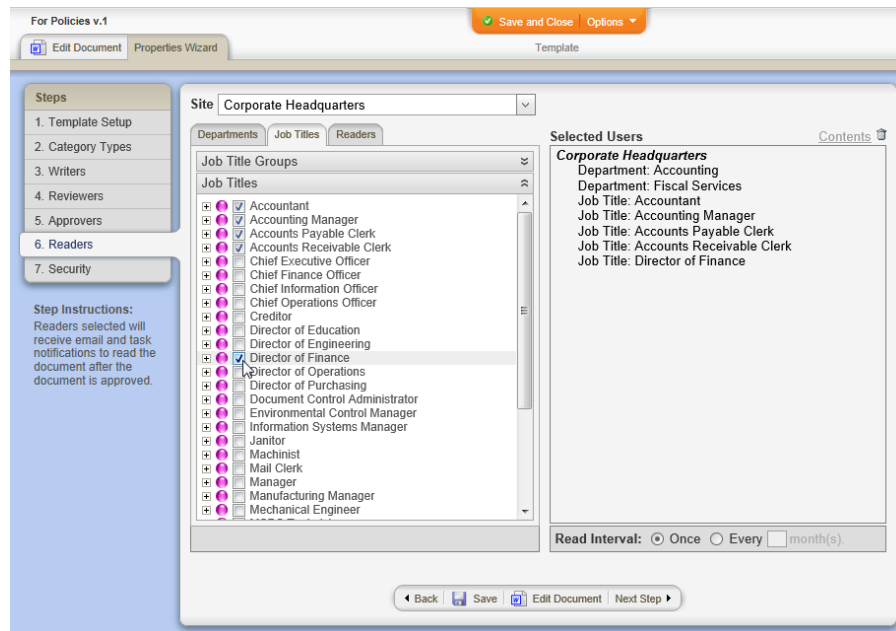 For Policies v.1
Save and Close Options
Edit Document Properties Wizard
Template
Steps
1. Template Setup
2. Category Types
3. Writers
4. Reviewers
5. Approvers
6. Readers
7. Security
Step Instructions:
Readers selected will
receive email and task
notifications to read the
document after the
document is approved.
Site Corporate Headquarters
Departments Job Titles Readers
Job Title Groups
Job Titles
Accountant
Accounting Manager
Accounts Payable Clerk
Accounts Receivable Clerk
Chief Executive Officer
Chief Finance Officer
Chief Information Officer
Chief Operations Officer
Creditor
Director of Education
Director of Engineering
Director of Finance
Director of Operations
Director of Purchasing
Document Control Administrator
Environmental Control Manager
Information Systems Manager
Janitor
Machinist
Mail Clerk
Manager
Manufacturing Manager
Mechanical Engineer
Selected Users Contents
Corporate Headquarters
Department: Accounting
Department: Fiscal Services
Job Title: Accountant
Job Title: Accounting Manager
Job Title: Accounts Payable Clerk
Job Title: Accounts Receivable Clerk
Job Title: Director of Finance
Read Interval: Once Every month(s).
Back Save Edit Document Next Step